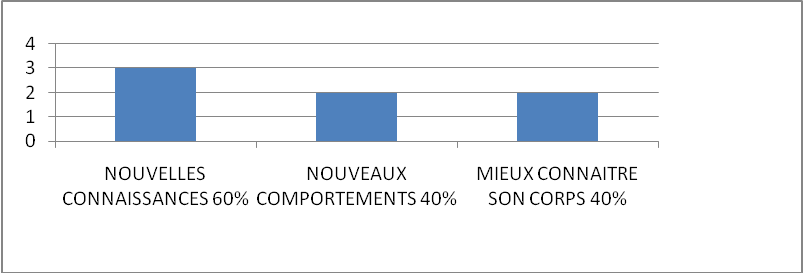 4
3
2
1
0
NOUVELLES CONNAISSANCES 60%
NOUVEAUX COMPORTEMENTS 40%
MIEUX CONNAITRE SON CORPS 40%